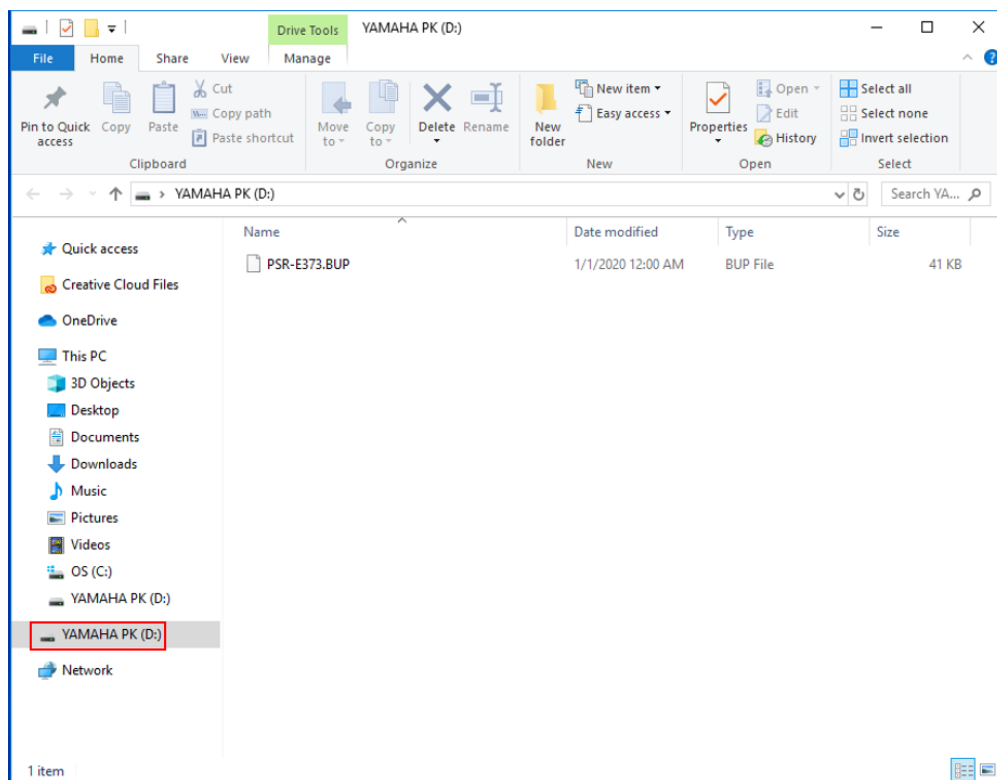 Drive Tools
YAMAHA PK (D:)
File
Home
Share
View
Manage
Pin to Quick access
Copy
Paste
Cut
Copy path
Paste shortcut
Move to
Copy to
Delete
Rename
New folder
New item
Easy access
Properties
Open
Edit
History
Select all
Select none
Invert selection
Clipboard
Organize
New
Open
Select
YAMAHA PK (D:)
Search YA...
Name
Date modified
Type
Size
PSR-E373.BUP
1/1/2020 12:00 AM
BUP File
41 KB
Quick access
Creative Cloud Files
OneDrive
This PC
3D Objects
Desktop
Documents
Downloads
Music
Pictures
Videos
OS (C:)
YAMAHA PK (D:)
YAMAHA PK (D:)
Network
1 item